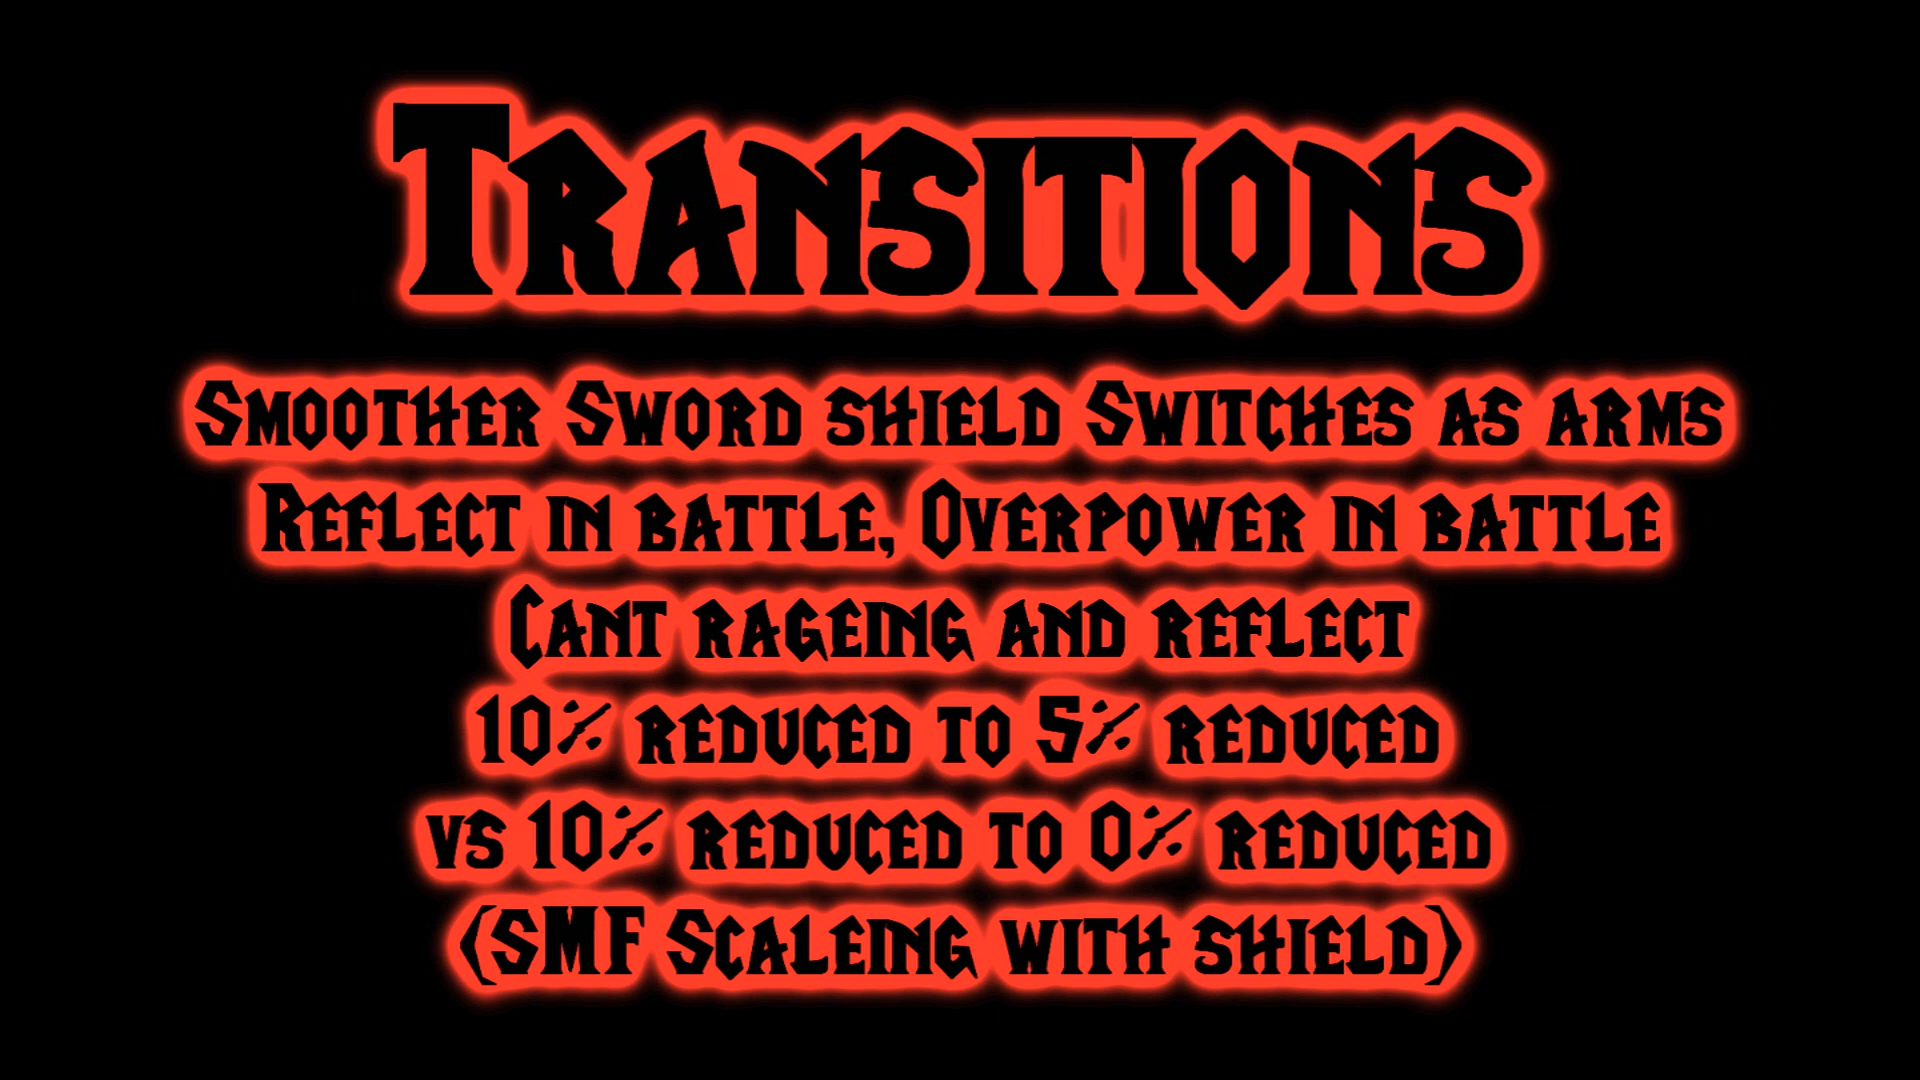 Transitions
Smoother Sword shield Switches as arms
Reflect in battle, Overpower in battle
Cant rageing and reflect
10% reduced to 5% reduced
vs 10% reduced to 0% reduced
(SMF Scaleing with shield)